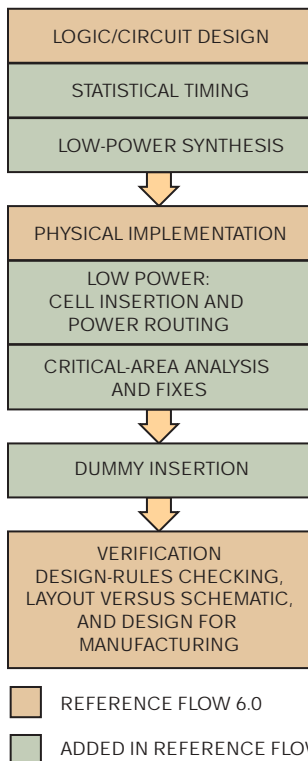 LOGIC/CIRCUIT DESIGN
STATISTICAL TIMING
LOW-POWER SYNTHESIS
PHYSICAL IMPLEMENTATION
LOW POWER:
CELL INSERTION AND
POWER ROUTING
CRITICAL-AREA ANALYSIS
AND FIXES
DUMMY INSERTION
VERIFICATION
DESIGN-RULES CHECKING,
LAYOUT VERSUS SCHEMATIC,
AND DESIGN FOR
MANUFACTURING
REFERENCE FLOW 6.0
ADDED IN REFERENCE FLOW